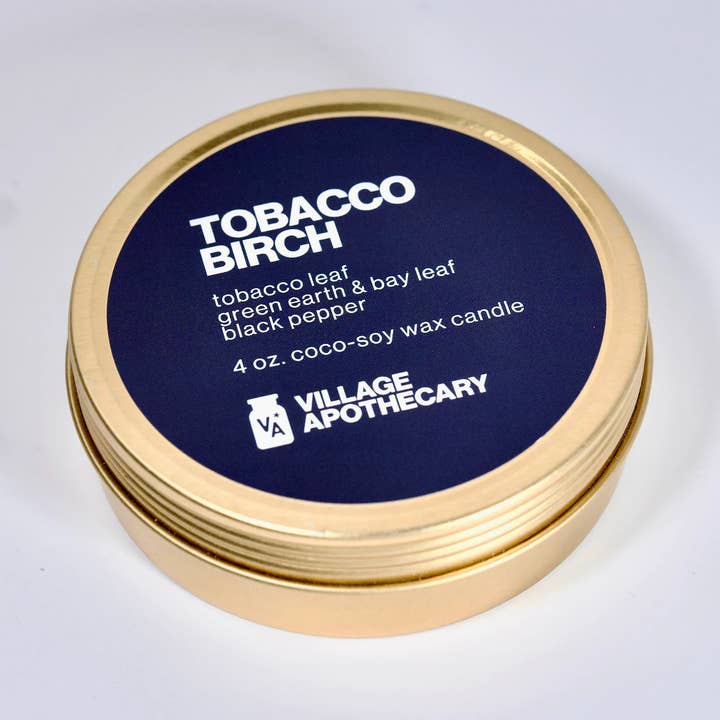 TOBACCO
BIRCH
tobacco leaf
green earth & bay leaf
black pepper
4 oz. coco-soy wax candle
VA
VILLAGE
APOTHECARY